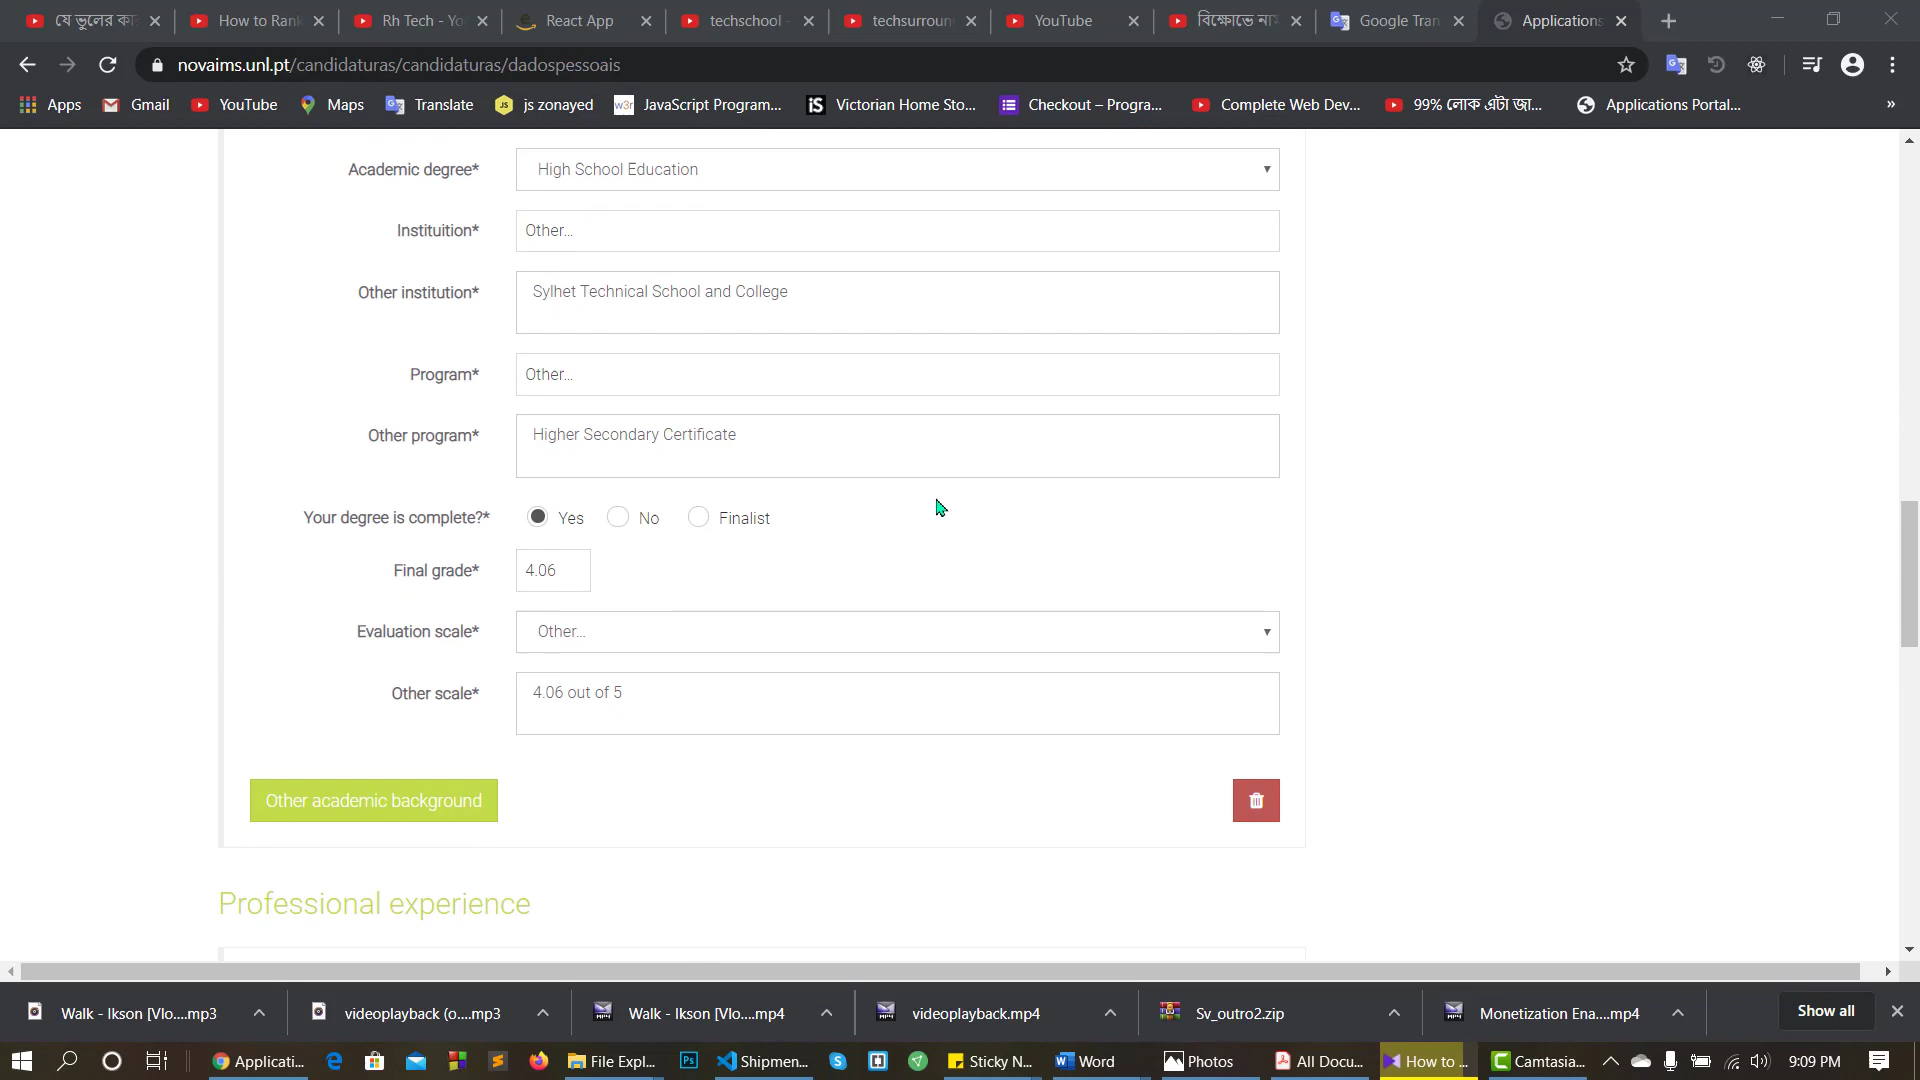 যে ভুলের কা
How to Rank
Rh Tech - Yo
React App
techschool -
techsurroun
YouTube
বিক্ষোভে না
Google Tran
Applications
novaims.unl.pt/candidaturas/candidaturas/dadospessoais
Apps
Gmail
YouTube
Maps
Translate
js zonayed
JavaScript Program...
Victorian Home Sto...
Checkout – Progra...
Complete Web Dev...
99% লোক এটা জা...
Applications Portal...
»
Academic degree*
High School Education
Instituition*
Other...
Other institution*
Sylhet Technical School and College
Program*
Other...
Other program*
Higher Secondary Certificate
Your degree is complete?*
Yes
No
Finalist
Final grade*
4.06
Evaluation scale*
Other...
Other scale*
4.06 out of 5
Other academic background
Professional experience
Walk - Ikson [Vlo....mp3
videoplayback (o....mp3
Walk - Ikson [Vlo....mp4
videoplayback.mp4
Sv_outro2.zip
Monetization Ena....mp4
Show all
Applicati...
File Expl...
Shipmen...
Sticky N...
Word
Photos
All Docu...
How to ...
Camtasia...
9:09 PM